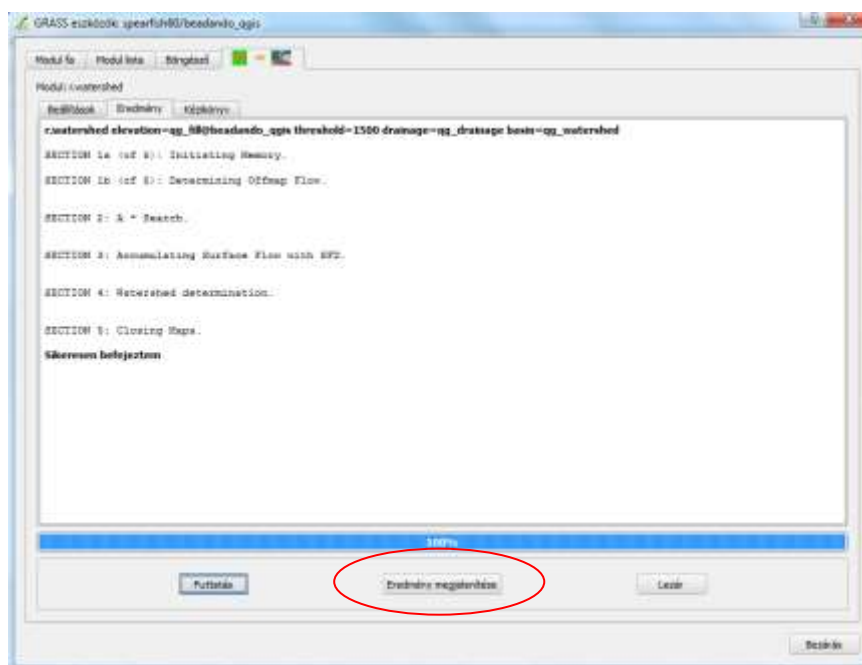 GRASS eszközök: spearfish60/beadando_qgis
Modul fa Modul lista Böngésző
Modul: r.watershed
Beállítások Eredmény Kézikönyv
r.watershed elevation=qg_fill@beadando_qgis threshold=1500 drainage=qg_drainage basin=qg_watershed
SECTION 1a (of 5): Initiating Memory.
SECTION 1b (of 5): Determining Offmap Flow.
SECTION 2: A * Search.
SECTION 3: Accumulating Surface Flow with SFD.
SECTION 4: Watershed determination.
SECTION 5: Closing Maps.
Sikeresen befejeztem
100%
Futtatás Eredmény megjelenítése Lezár
Bezárás